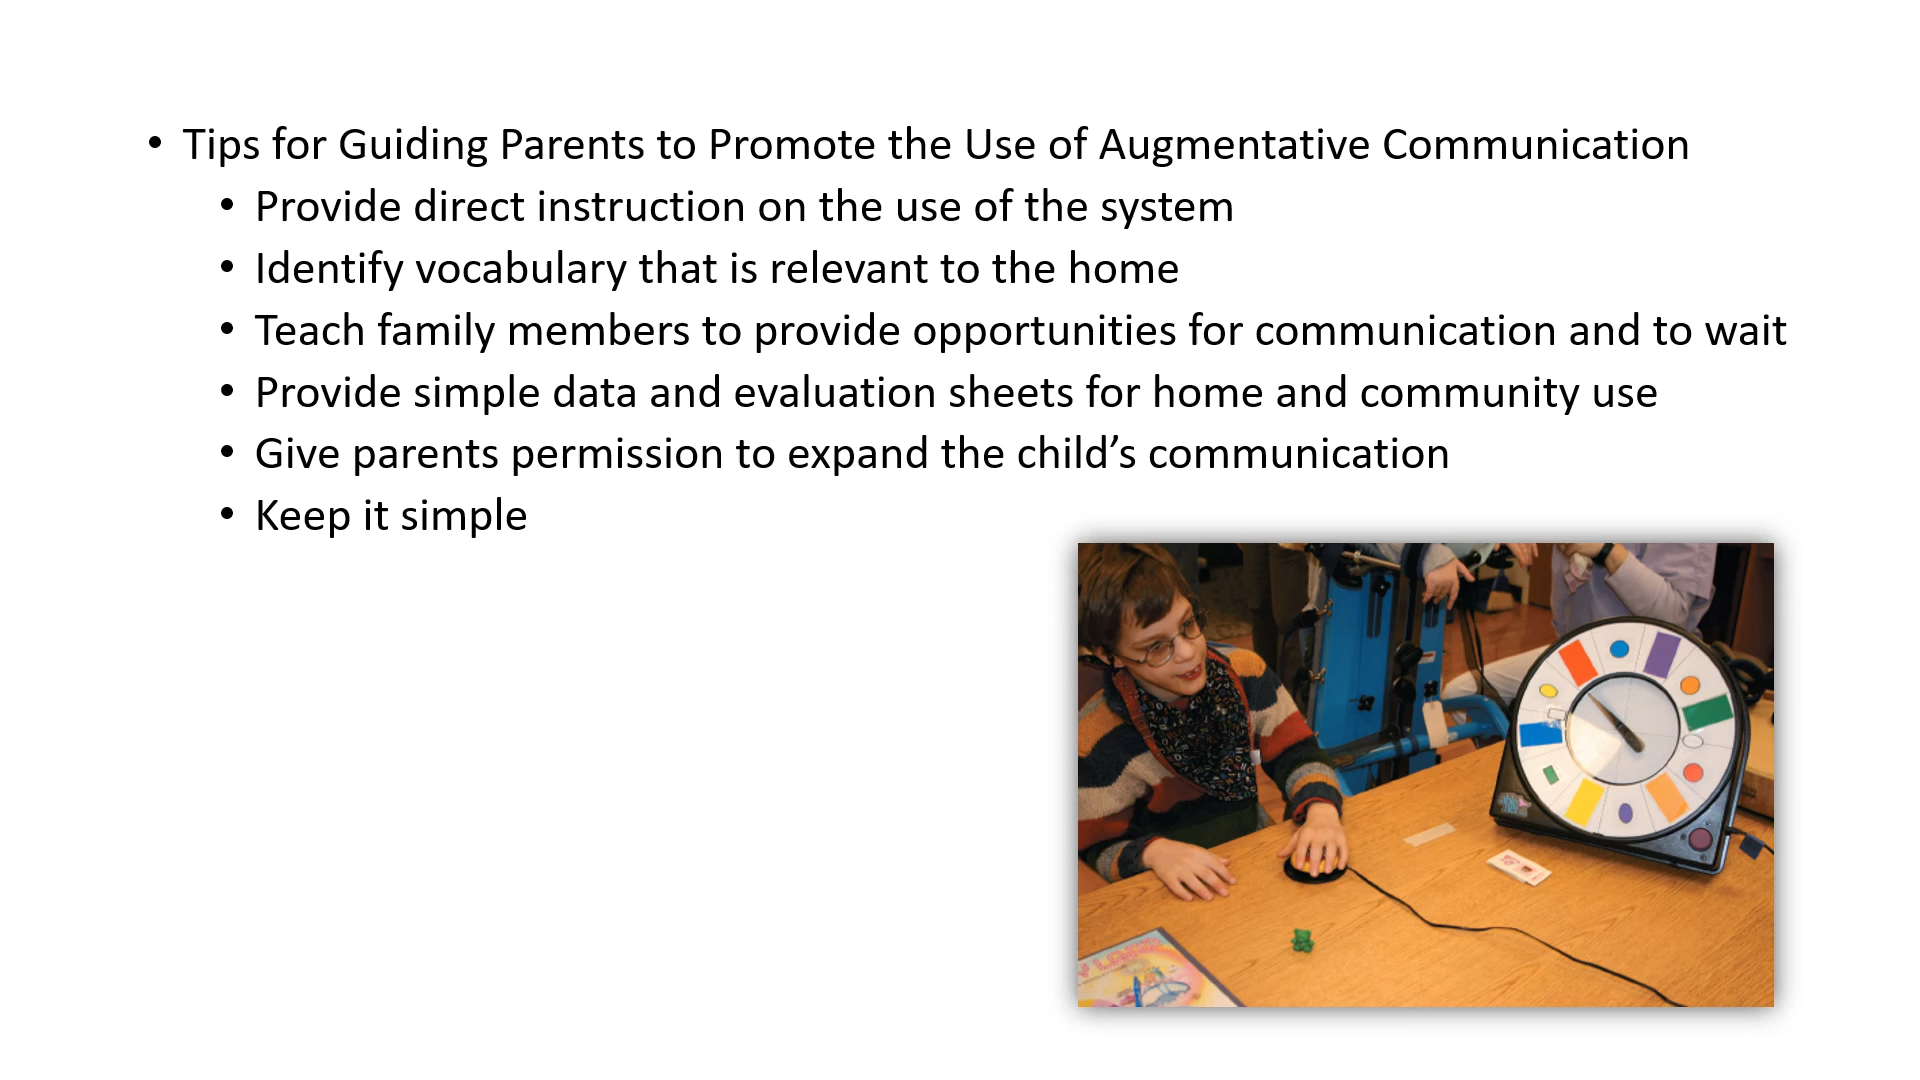 • Tips for Guiding Parents to Promote the Use of Augmentative Communication
• Provide direct instruction on the use of the system
• Identify vocabulary that is relevant to the home
• Teach family members to provide opportunities for communication and to wait
• Provide simple data and evaluation sheets for home and community use
• Give parents permission to expand the child’s communication
• Keep it simple